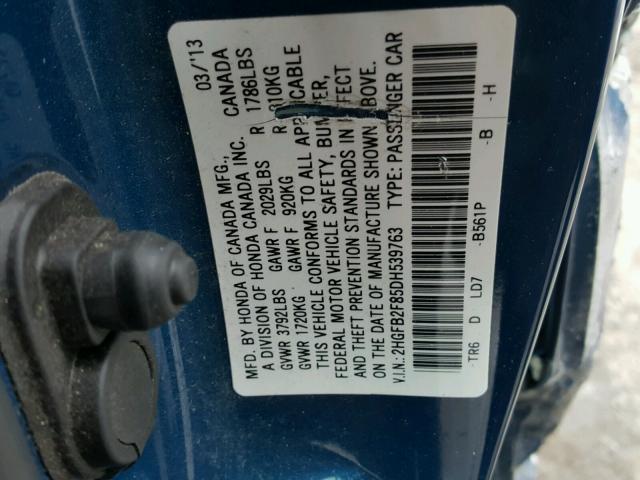 MFD. BY HONDA OF CANADA MFG., 03/'13
A DIVISION OF HONDA CANADA INC. CANADA
GVWR 3792LBS GAWR F 2029LBS R 1786LBS
GVWR 1720KG GAWR F 920KG R 810KG
THIS VEHICLE CONFORMS TO ALL APPLICABLE
FEDERAL MOTOR VEHICLE SAFETY, BUMPER,
AND THEFT PREVENTION STANDARDS IN EFFECT
ON THE DATE OF MANUFACTURE SHOWN ABOVE.
V.I.N.: 2HGFB2F85DH539763 TYPE: PASSENGER CAR
-TR6 D LD7 -B561P -B -H